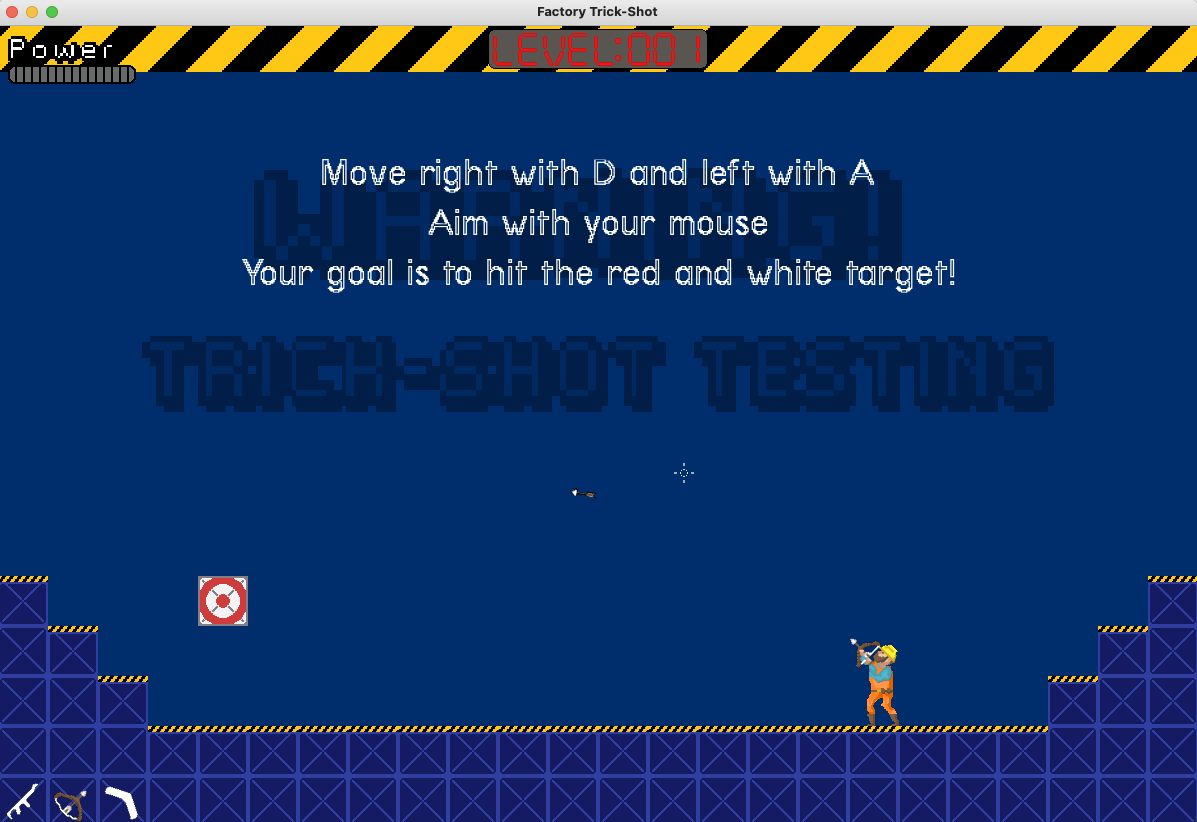 Factory Trick-Shot
Power
LEVEL:001
Move right with D and left with A
WARNING!
Aim with your mouse
Your goal is to hit the red and white target!
TRICK-SHOT TESTING